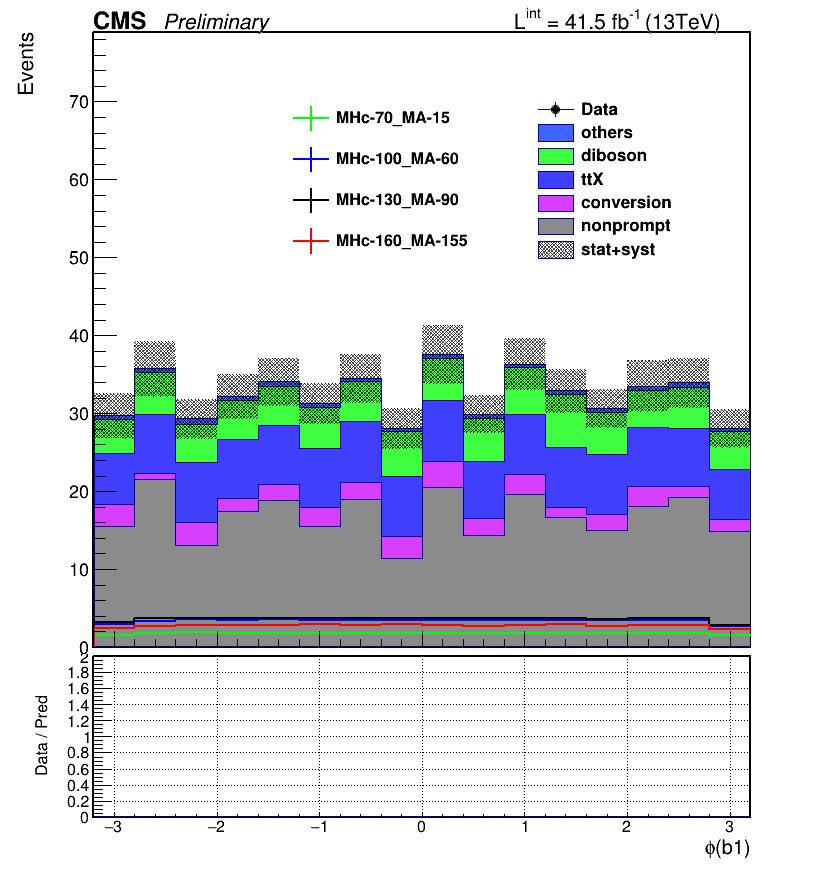 CMS Preliminary
L^int = 41.5 fb^-1 (13TeV)
Events
70
60
50
40
30
20
10
0
MHc-70_MA-15
MHc-100_MA-60
MHc-130_MA-90
MHc-160_MA-155
Data
others
diboson
ttX
conversion
nonprompt
stat+syst
Data / Pred
2
1.8
1.6
1.4
1.2
1
0.8
0.6
0.4
0.2
0
−3 −2 −1 0 1 2 3
ϕ(b1)